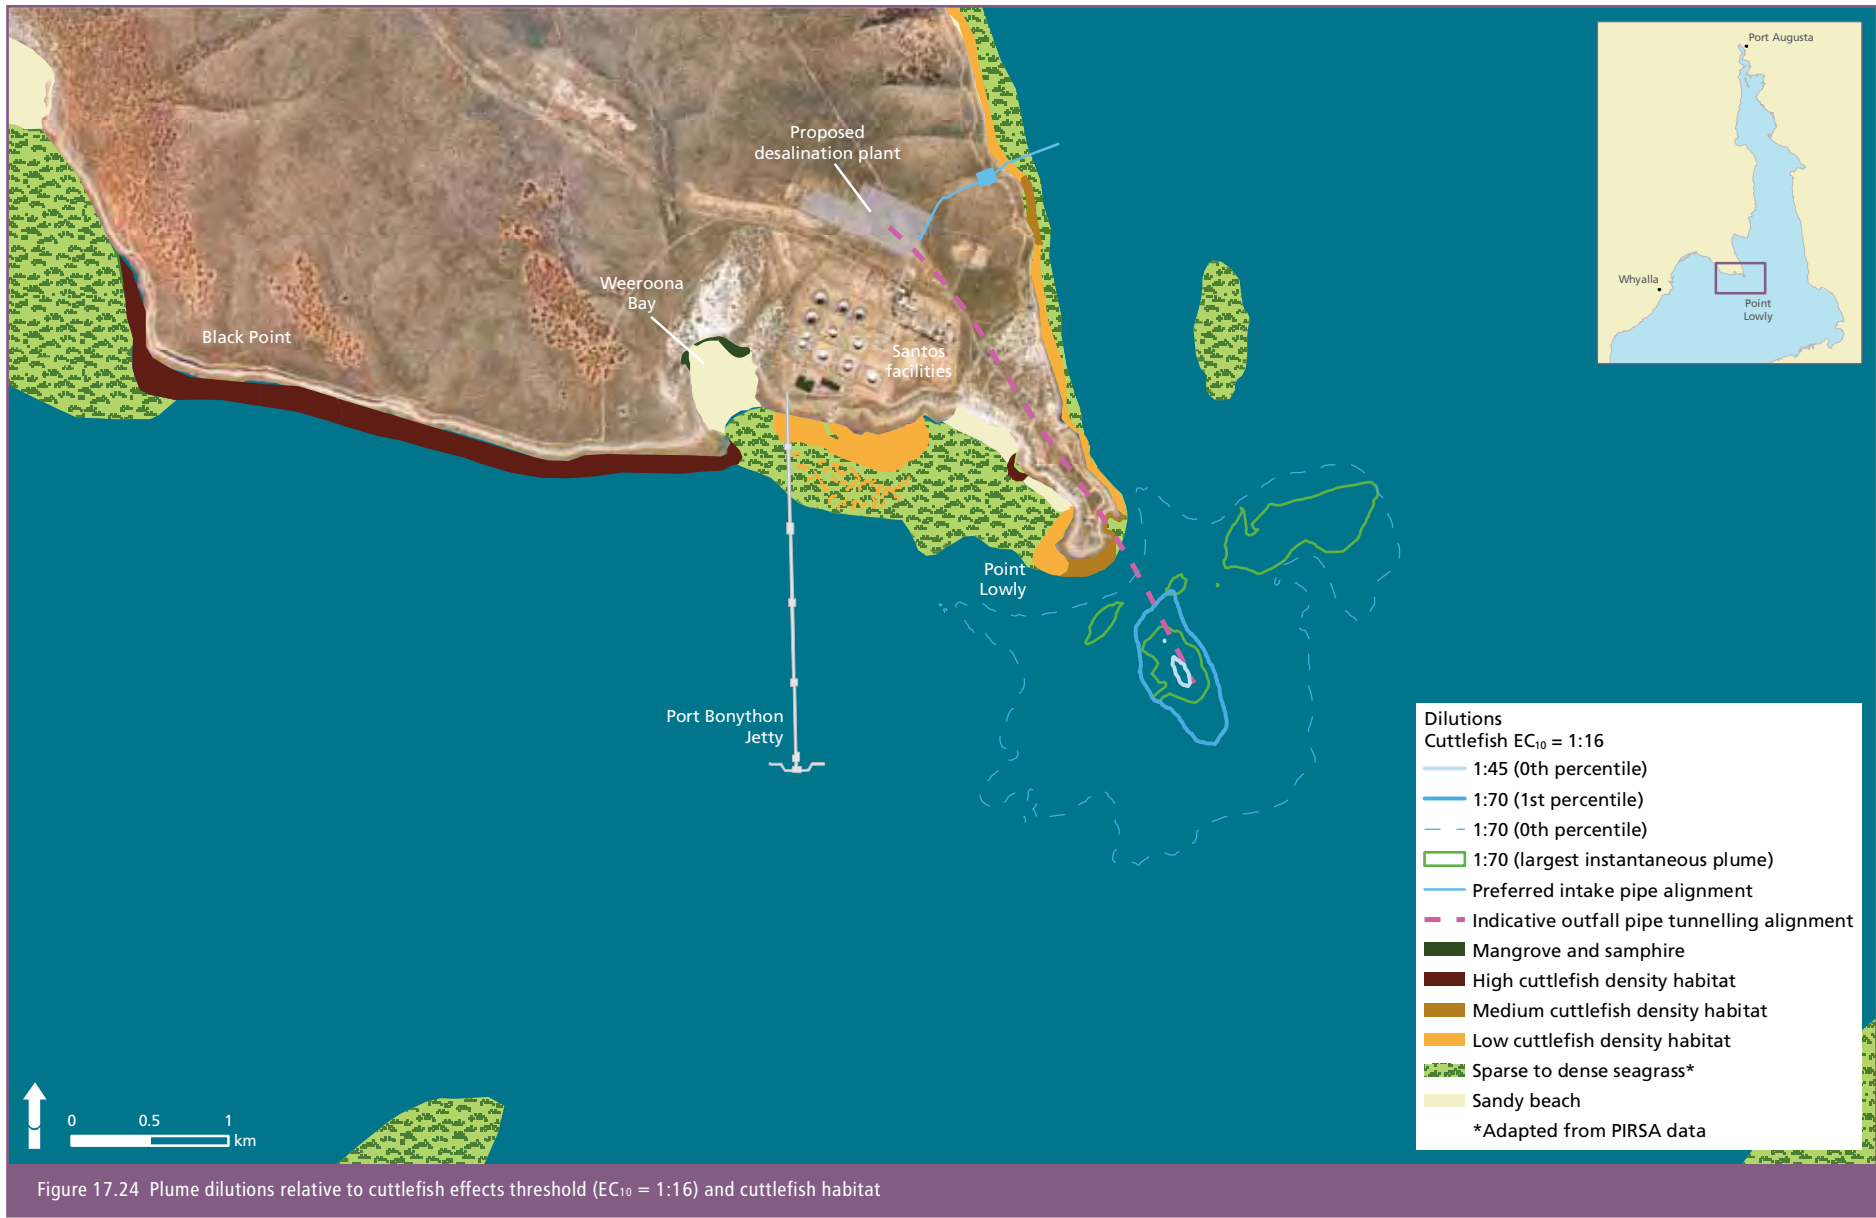 Port Augusta
Whyalla
Point
Lowly
Proposed
desalination plant
Weeroona
Bay
Black Point
Santos
facilities
Point
Lowly
Port Bonython
Jetty
Dilutions
Cuttlefish EC₁₀ = 1:16
1:45 (0th percentile)
1:70 (1st percentile)
1:70 (0th percentile)
1:70 (largest instantaneous plume)
Preferred intake pipe alignment
Indicative outfall pipe tunnelling alignment
Mangrove and samphire
High cuttlefish density habitat
Medium cuttlefish density habitat
Low cuttlefish density habitat
Sparse to dense seagrass*
Sandy beach
*Adapted from PIRSA data
0 0.5 1
km
Figure 17.24 Plume dilutions relative to cuttlefish effects threshold (EC₁₀ = 1:16) and cuttlefish habitat